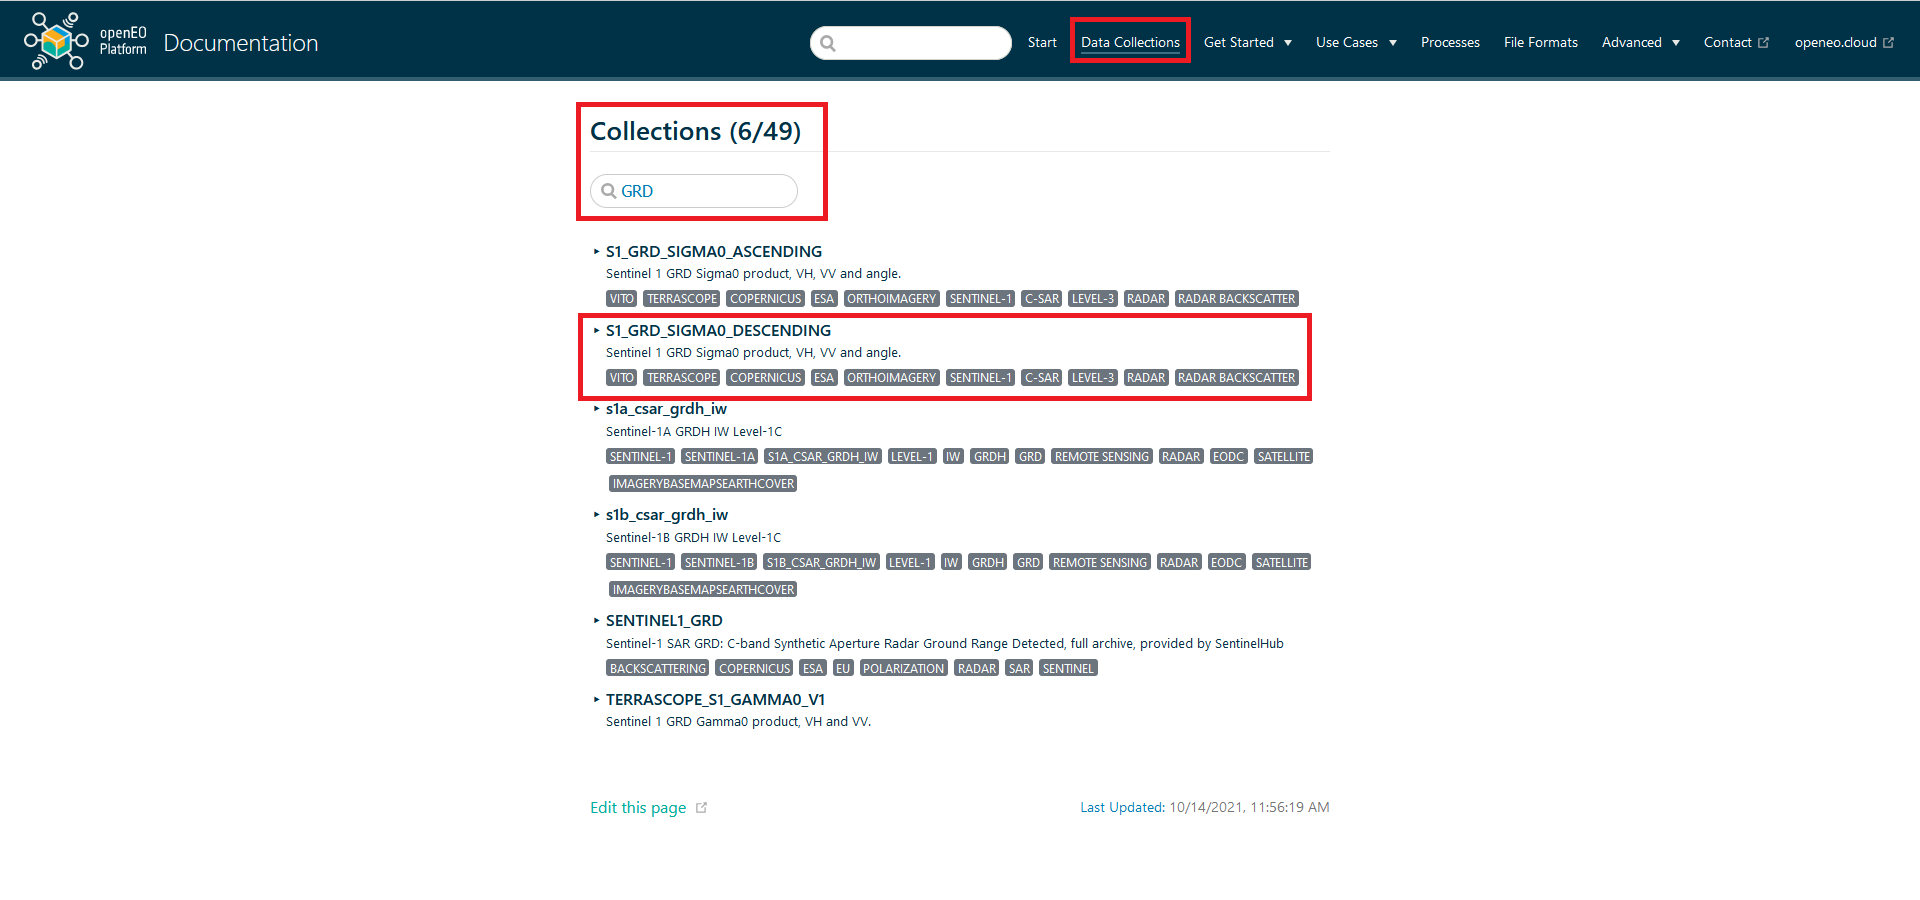 openEO
Platform
Documentation
Start Data Collections Get Started Use Cases Processes File Formats Advanced Contact openeo.cloud
Collections (6/49)
GRD
S1_GRD_SIGMA0_ASCENDING
Sentinel 1 GRD Sigma0 product, VH, VV and angle.
VITO TERRASCOPE COPERNICUS ESA ORTHOIMAGERY SENTINEL-1 C-SAR LEVEL-3 RADAR RADAR BACKSCATTER
S1_GRD_SIGMA0_DESCENDING
Sentinel 1 GRD Sigma0 product, VH, VV and angle.
VITO TERRASCOPE COPERNICUS ESA ORTHOIMAGERY SENTINEL-1 C-SAR LEVEL-3 RADAR RADAR BACKSCATTER
s1a_csar_grdh_iw
Sentinel-1A GRDH IW Level-1C
SENTINEL-1 SENTINEL-1A S1A_CSAR_GRDH_IW LEVEL-1 IW GRDH GRD REMOTE SENSING RADAR EODC SATELLITE
IMAGERYBASEMAPSEARTHCOVER
s1b_csar_grdh_iw
Sentinel-1B GRDH IW Level-1C
SENTINEL-1 SENTINEL-1B S1B_CSAR_GRDH_IW LEVEL-1 IW GRDH GRD REMOTE SENSING RADAR EODC SATELLITE
IMAGERYBASEMAPSEARTHCOVER
SENTINEL1_GRD
Sentinel-1 SAR GRD: C-band Synthetic Aperture Radar Ground Range Detected, full archive, provided by SentinelHub
BACKSCATTERING COPERNICUS ESA EU POLARIZATION RADAR SAR SENTINEL
TERRASCOPE_S1_GAMMA0_V1
Sentinel 1 GRD Gamma0 product, VH and VV.
Edit this page
Last Updated: 10/14/2021, 11:56:19 AM